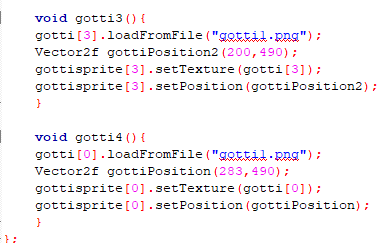 void gotti3(){
gotti[3].loadFromFile("gotti1.png");
Vector2f gottiPosition2(200,490);
gottisprite[3].setTexture(gotti[3]);
gottisprite[3].setPosition(gottiPosition2);
}
void gotti4(){
gotti[0].loadFromFile("gotti1.png");
Vector2f gottiPosition(283,490);
gottisprite[0].setTexture(gotti[0]);
gottisprite[0].setPosition(gottiPosition);
}
};